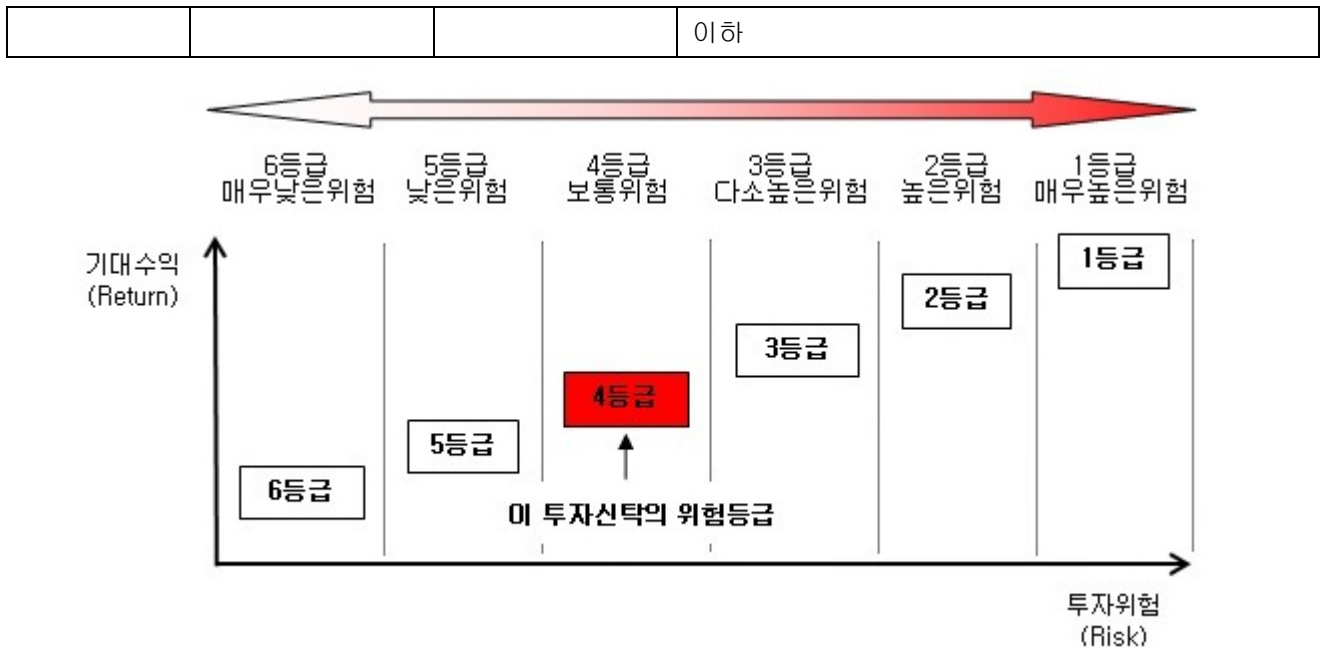 이하
6등급 5등급 4등급 3등급 2등급 1등급
매우낮은위험 낮은위험 보통위험 다소높은위험 높은위험 매우높은위험
기대수익
(Return)
1등급
2등급
3등급
4등급
5등급
6등급
이 투자신탁의 위험등급
투자위험
(Risk)